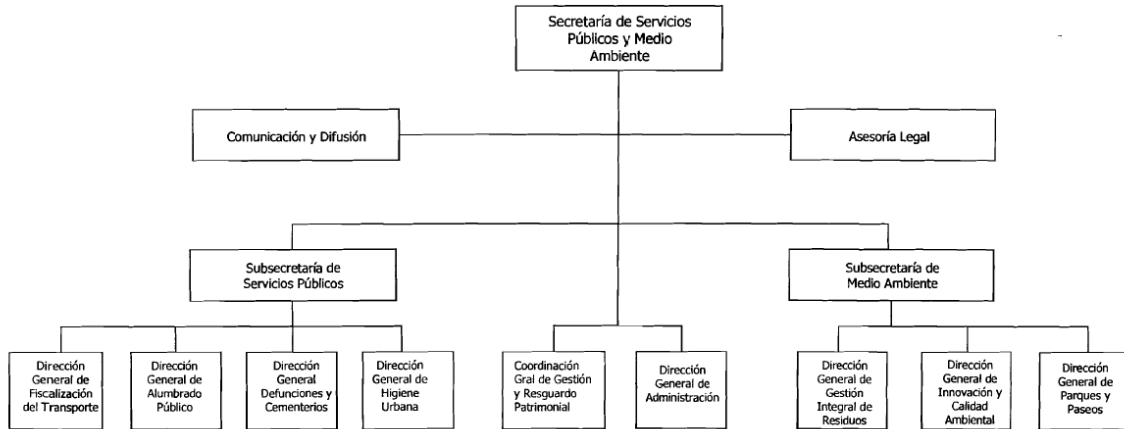 Secretaría de Servicios
Públicos y Medio
Ambiente
Comunicación y Difusión
Asesoría Legal
Subsecretaría de
Servicios Públicos
Subsecretaría de
Medio Ambiente
Dirección
General de
Fiscalización
del Transporte
Dirección
General de
Alumbrado
Público
Dirección
General
Defunciones y
Cementerios
Dirección
General de
Higiene
Urbana
Coordinación
Gral de Gestión
y Resguardo
Patrimonial
Dirección
General de
Administración
Dirección
General de
Gestión
Integral de
Residuos
Dirección
General de
Innovación y
Calidad
Ambiental
Dirección
General de
Parques y
Paseos